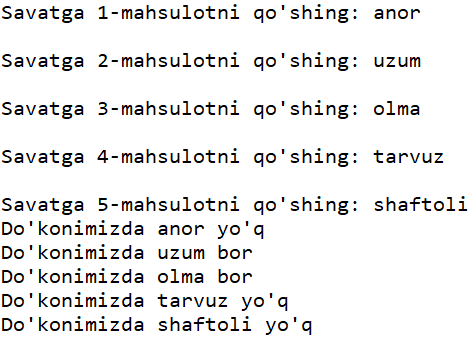 Savatga 1-mahsulotni qo'shing: anor
Savatga 2-mahsulotni qo'shing: uzum
Savatga 3-mahsulotni qo'shing: olma
Savatga 4-mahsulotni qo'shing: tarvuz
Savatga 5-mahsulotni qo'shing: shaftoli
Do'konimizda anor yo'q
Do'konimizda uzum bor
Do'konimizda olma bor
Do'konimizda tarvuz yo'q
Do'konimizda shaftoli yo'q